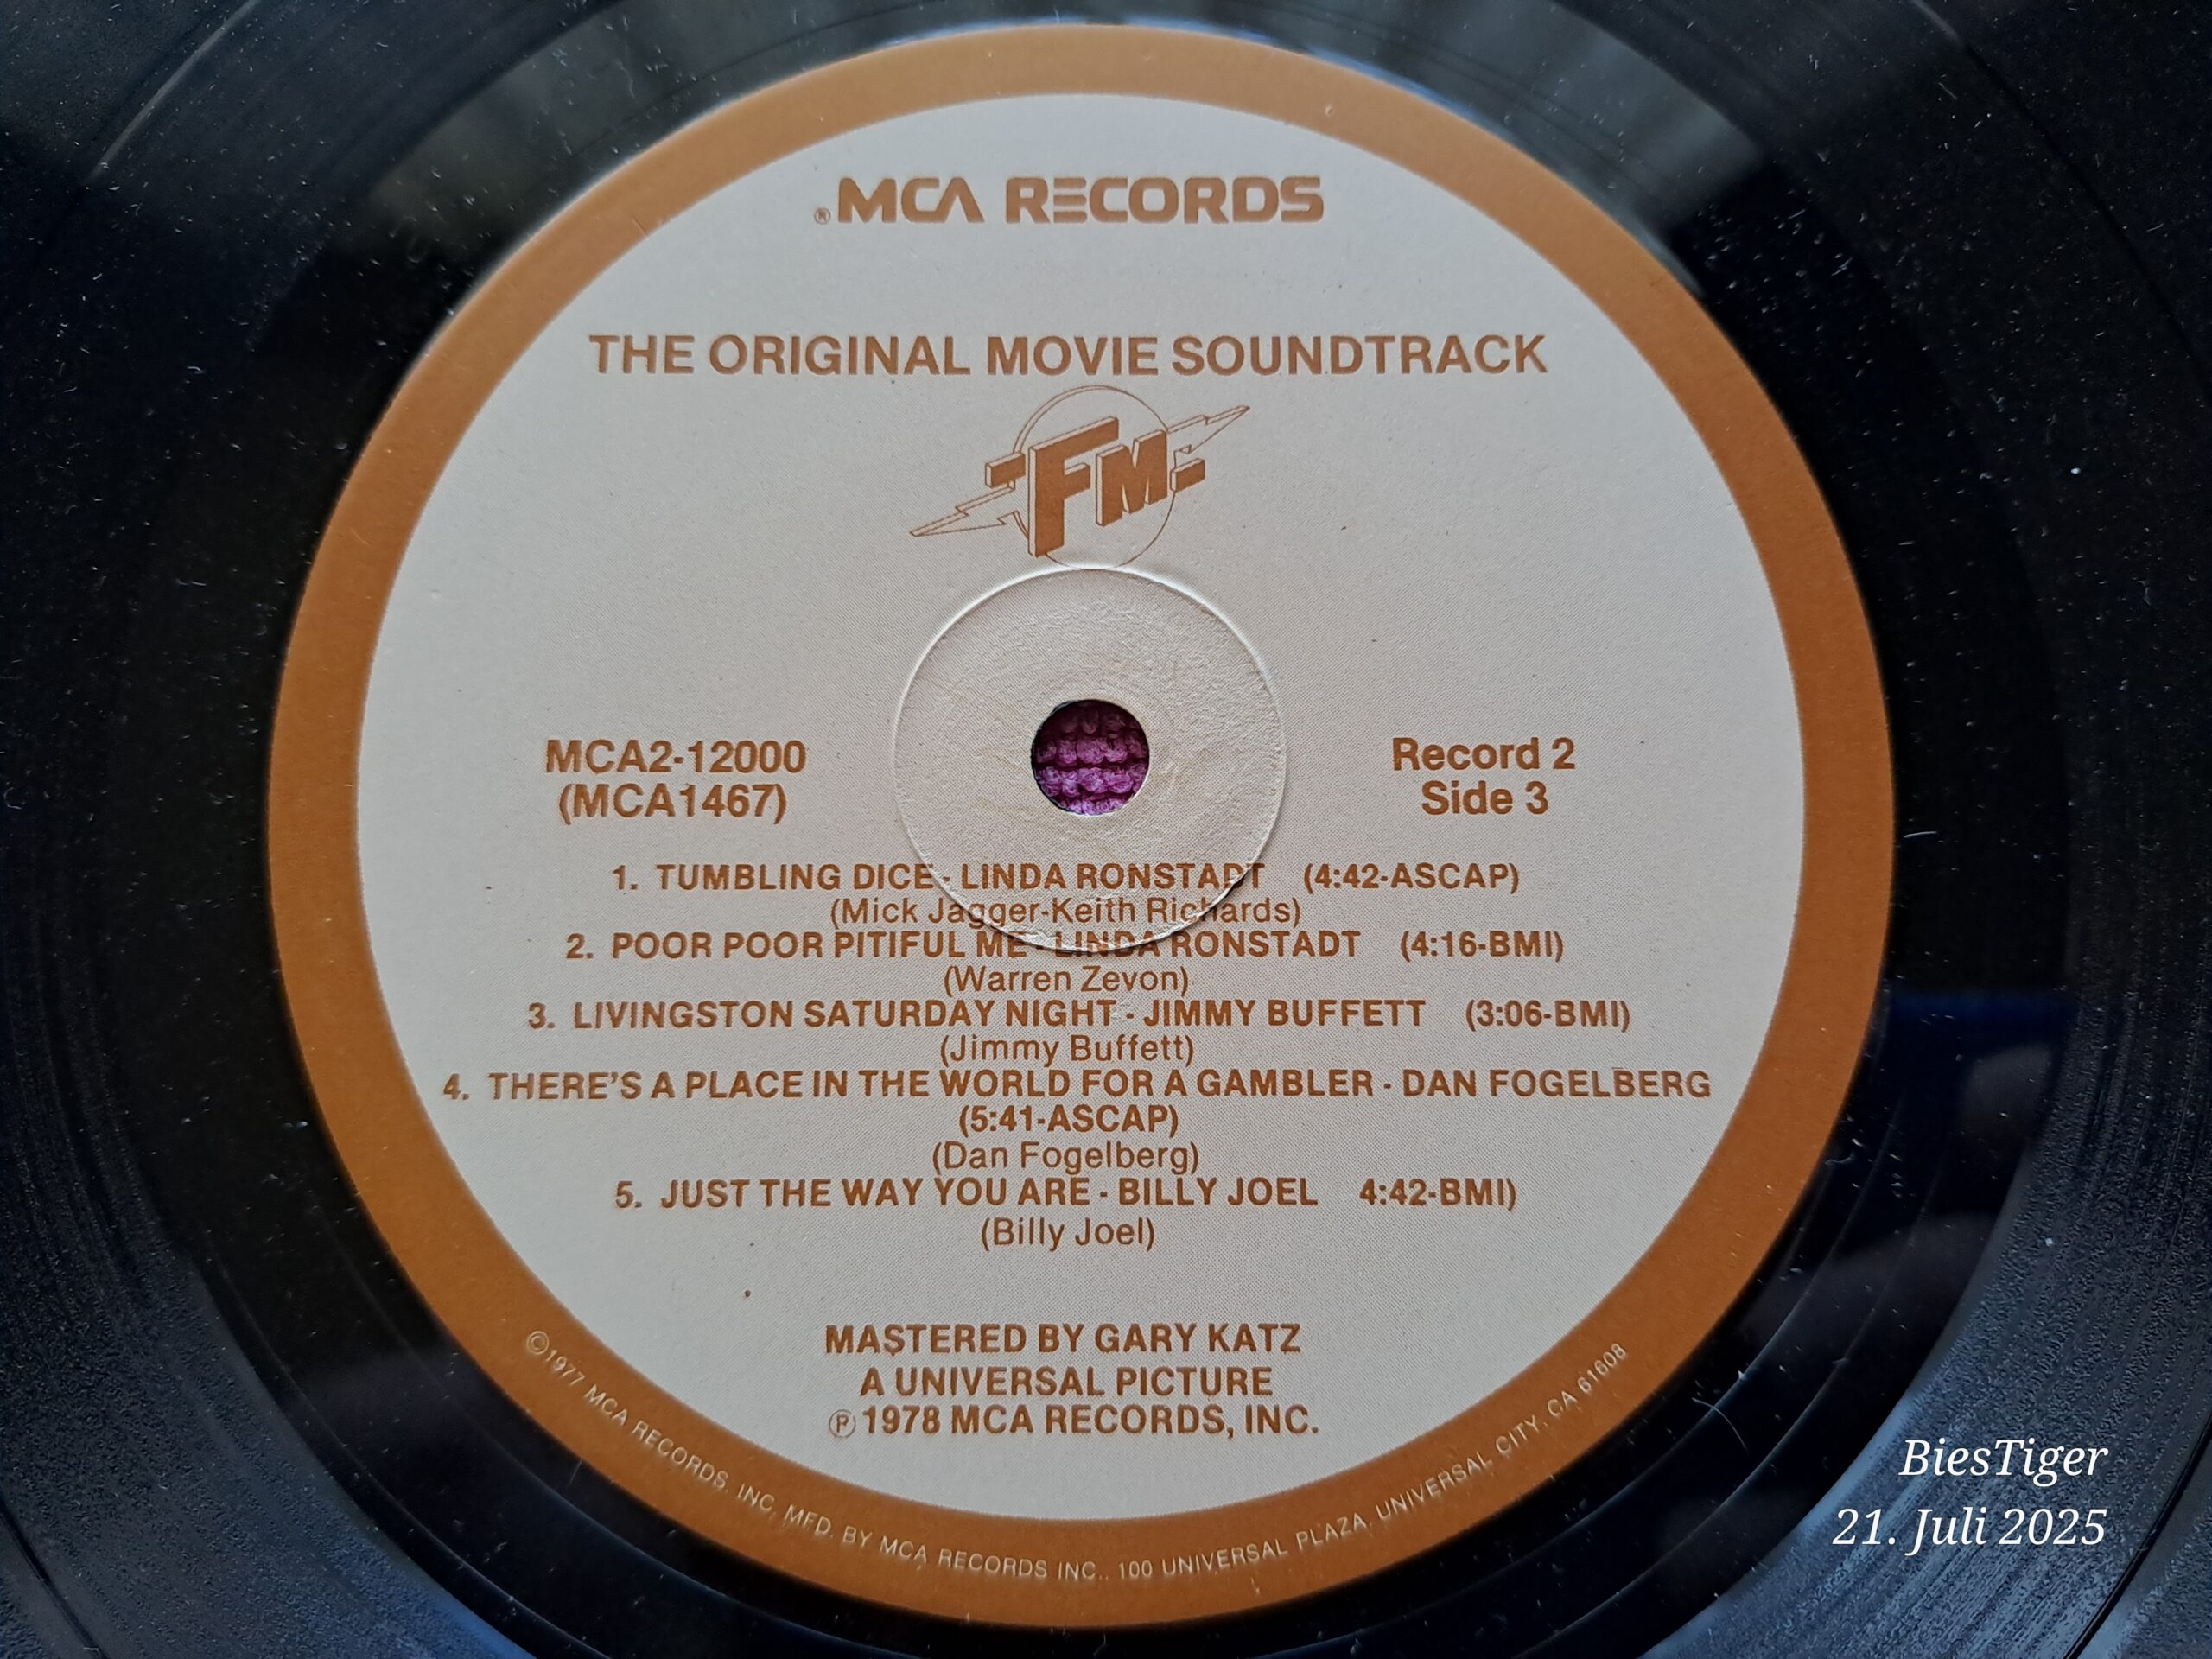 ® MCA RECORDS
THE ORIGINAL MOVIE SOUNDTRACK
FM
MCA2-12000
(MCA1467)
Record 2
Side 3
1. TUMBLING DICE - LINDA RONSTADT (4:42-ASCAP)
(Mick Jagger-Keith Richards)
2. POOR POOR PITIFUL ME - LINDA RONSTADT (4:16-BMI)
(Warren Zevon)
3. LIVINGSTON SATURDAY NIGHT - JIMMY BUFFETT (3:06-BMI)
(Jimmy Buffett)
4. THERE'S A PLACE IN THE WORLD FOR A GAMBLER - DAN FOGELBERG
(5:41-ASCAP)
(Dan Fogelberg)
5. JUST THE WAY YOU ARE - BILLY JOEL 4:42-BMI)
(Billy Joel)
MASTERED BY GARY KATZ
A UNIVERSAL PICTURE
℗ 1978 MCA RECORDS, INC.
©1977 MCA RECORDS, INC, MFD. BY MCA RECORDS INC.. 100 UNIVERSAL PLAZA, UNIVERSAL CITY, CA 61608
BiesTiger
21. Juli 2025